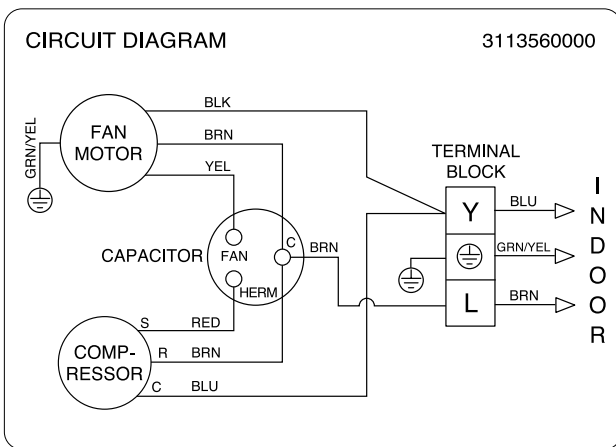 CIRCUIT DIAGRAM
3113560000
BLK
FAN
MOTOR
GRN/YEL
BRN
YEL
TERMINAL
BLOCK
CAPACITOR
FAN
C
BRN
HERM
Y
BLU
GRN/YEL
L
BRN
INDOOR
S
RED
COMP-
RESSOR
R
BRN
C
BLU